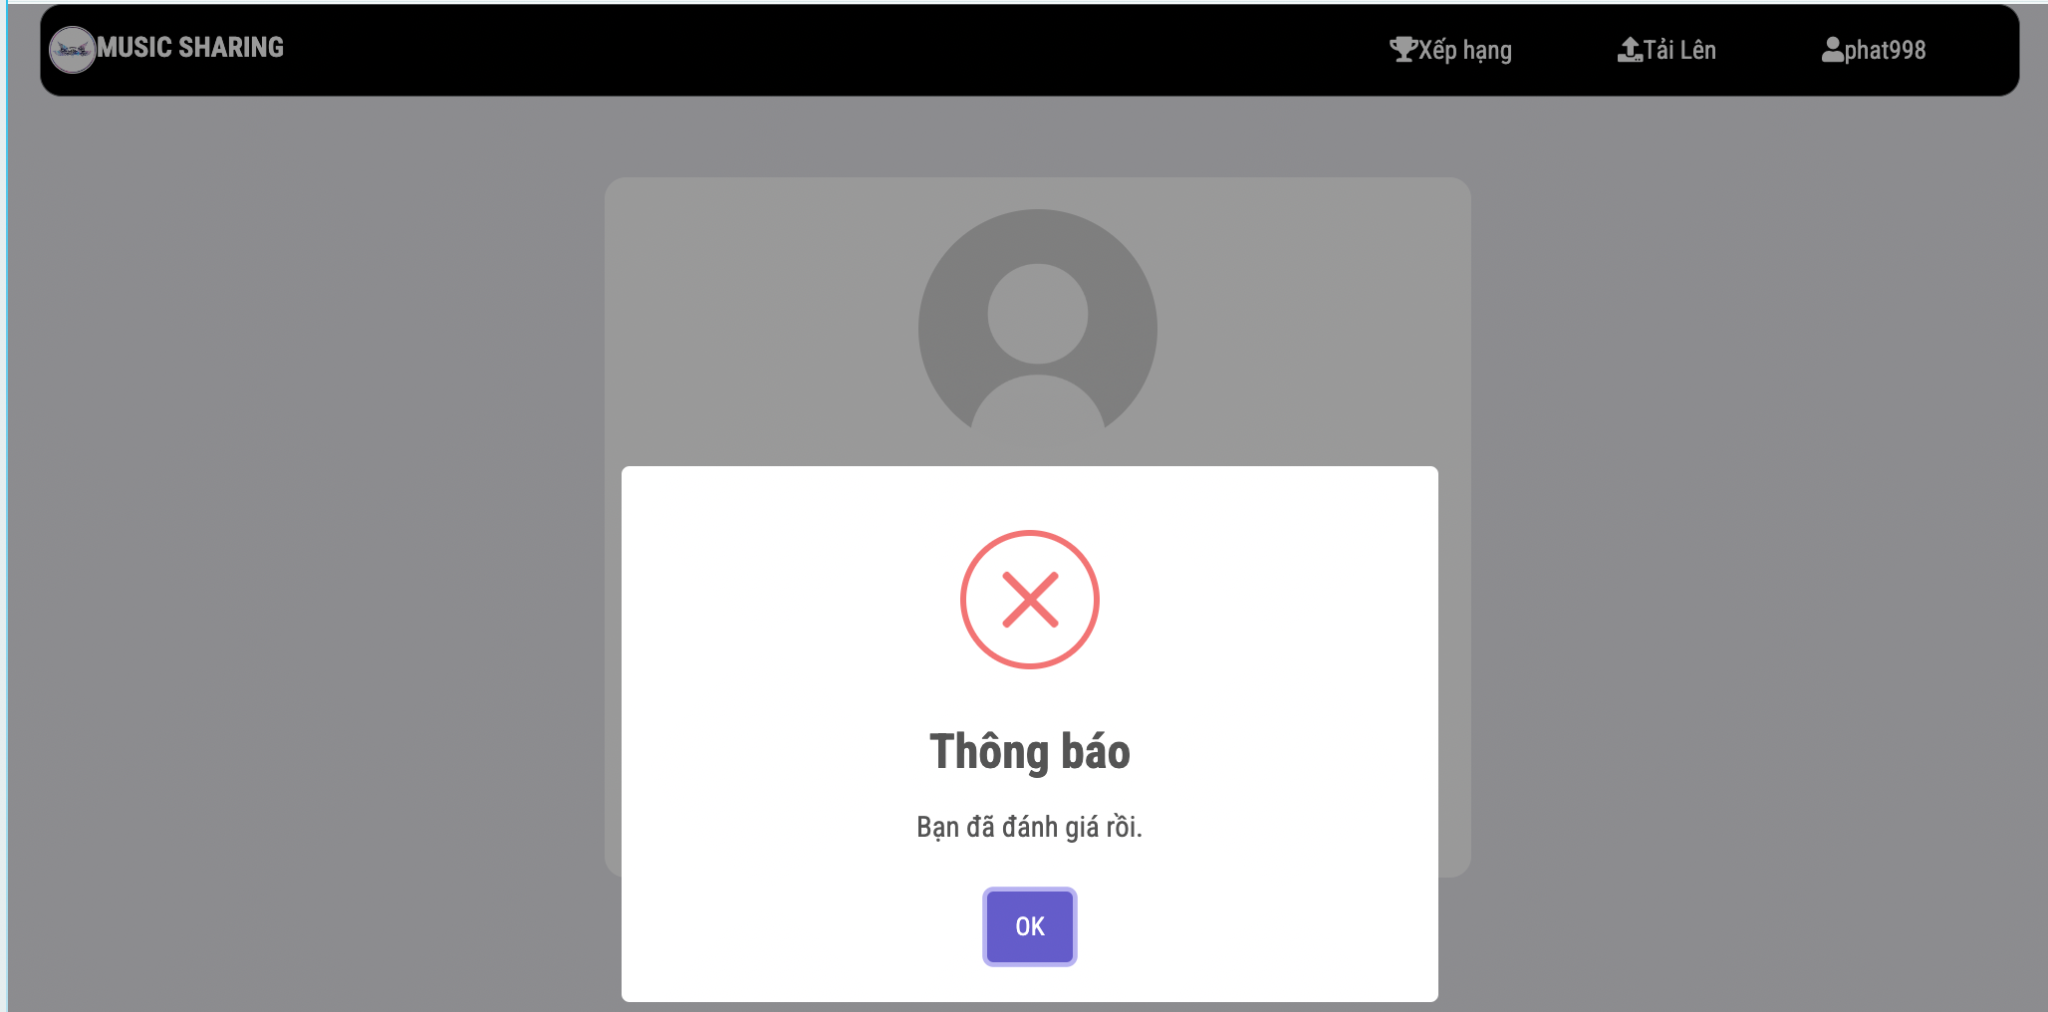 MUSIC SHARING
Xếp hạng
Tải Lên
phat998
Thông báo
Bạn đã đánh giá rồi.
OK